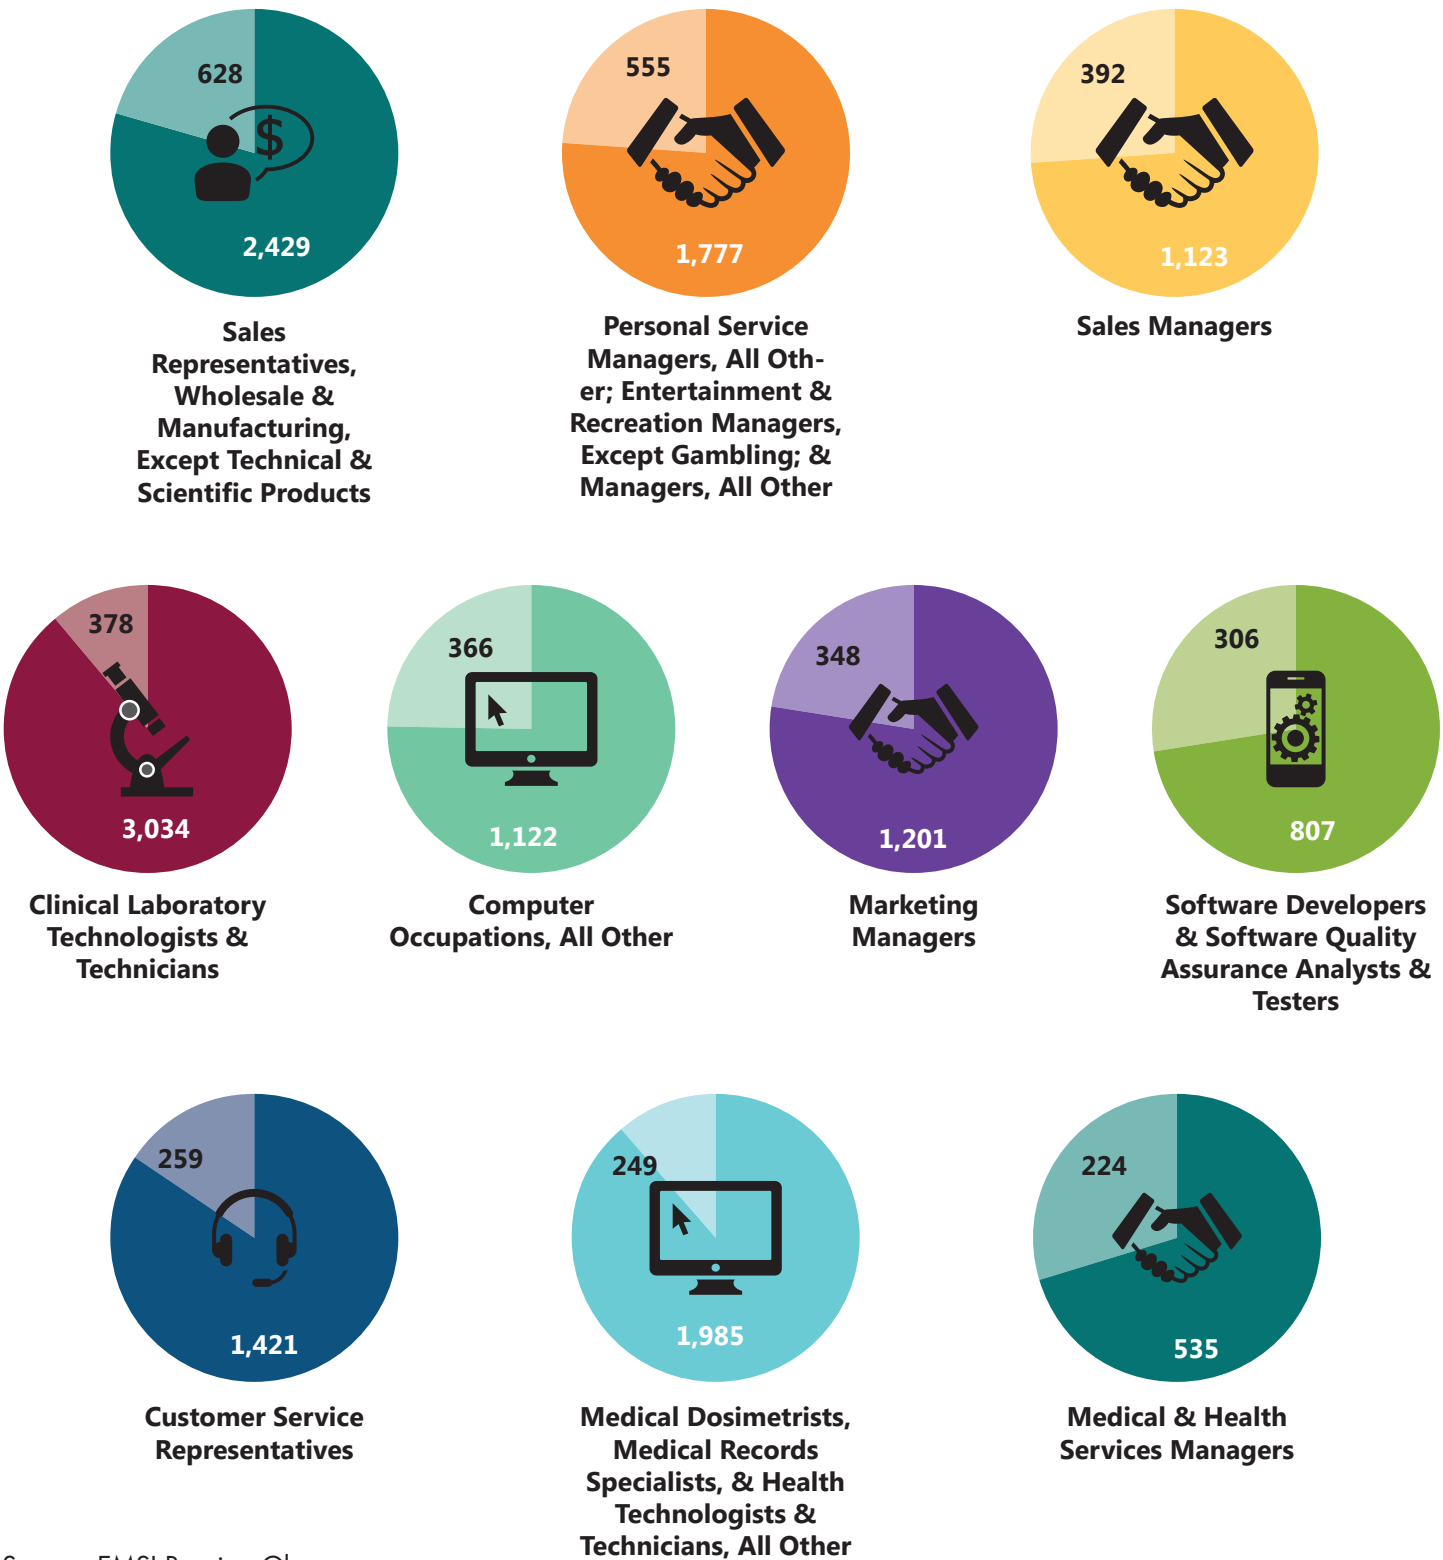 628
$
2,429
Sales
Representatives,
Wholesale &
Manufacturing,
Except Technical &
Scientific Products
555
1,777
Personal Service
Managers, All Oth-
er; Entertainment &
Recreation Managers,
Except Gambling; &
Managers, All Other
392
1,123
Sales Managers
378
3,034
Clinical Laboratory
Technologists &
Technicians
366
1,122
Computer
Occupations, All Other
348
1,201
Marketing
Managers
306
807
Software Developers
& Software Quality
Assurance Analysts &
Testers
259
1,421
Customer Service
Representatives
249
1,985
Medical Dosimetrists,
Medical Records
Specialists, & Health
Technologists &
Technicians, All Other
224
535
Medical & Health
Services Managers
EMSI